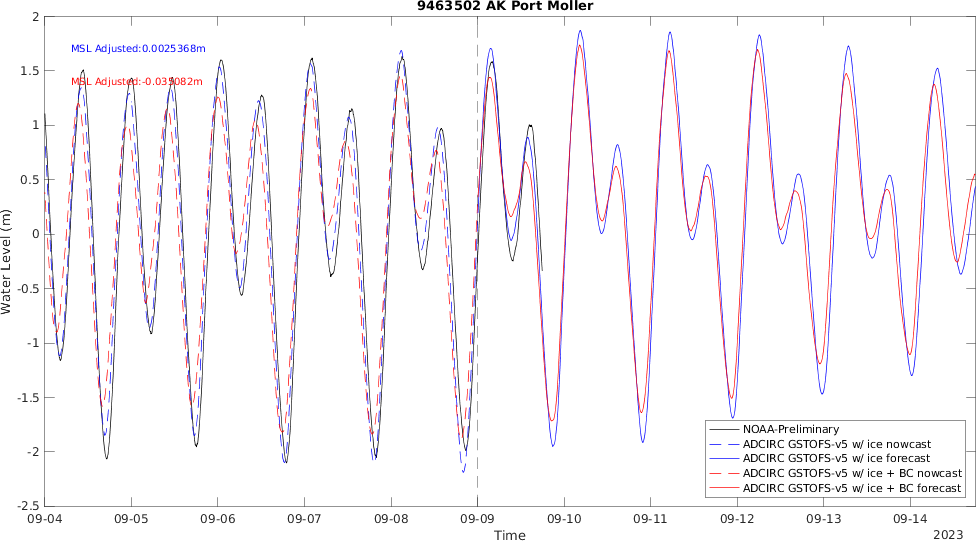 9463502 AK Port Moller
MSL Adjusted:0.0025368m
MSL Adjusted:-0.035082m
Water Level (m)
2
1.5
1
0.5
0
-0.5
-1
-1.5
-2
-2.5
NOAA-Preliminary
ADCIRC GSTOFS-v5 w/ ice nowcast
ADCIRC GSTOFS-v5 w/ ice forecast
ADCIRC GSTOFS-v5 w/ ice + BC nowcast
ADCIRC GSTOFS-v5 w/ ice + BC forecast
09-04 09-05 09-06 09-07 09-08 09-09 09-10 09-11 09-12 09-13 09-14
Time
2023